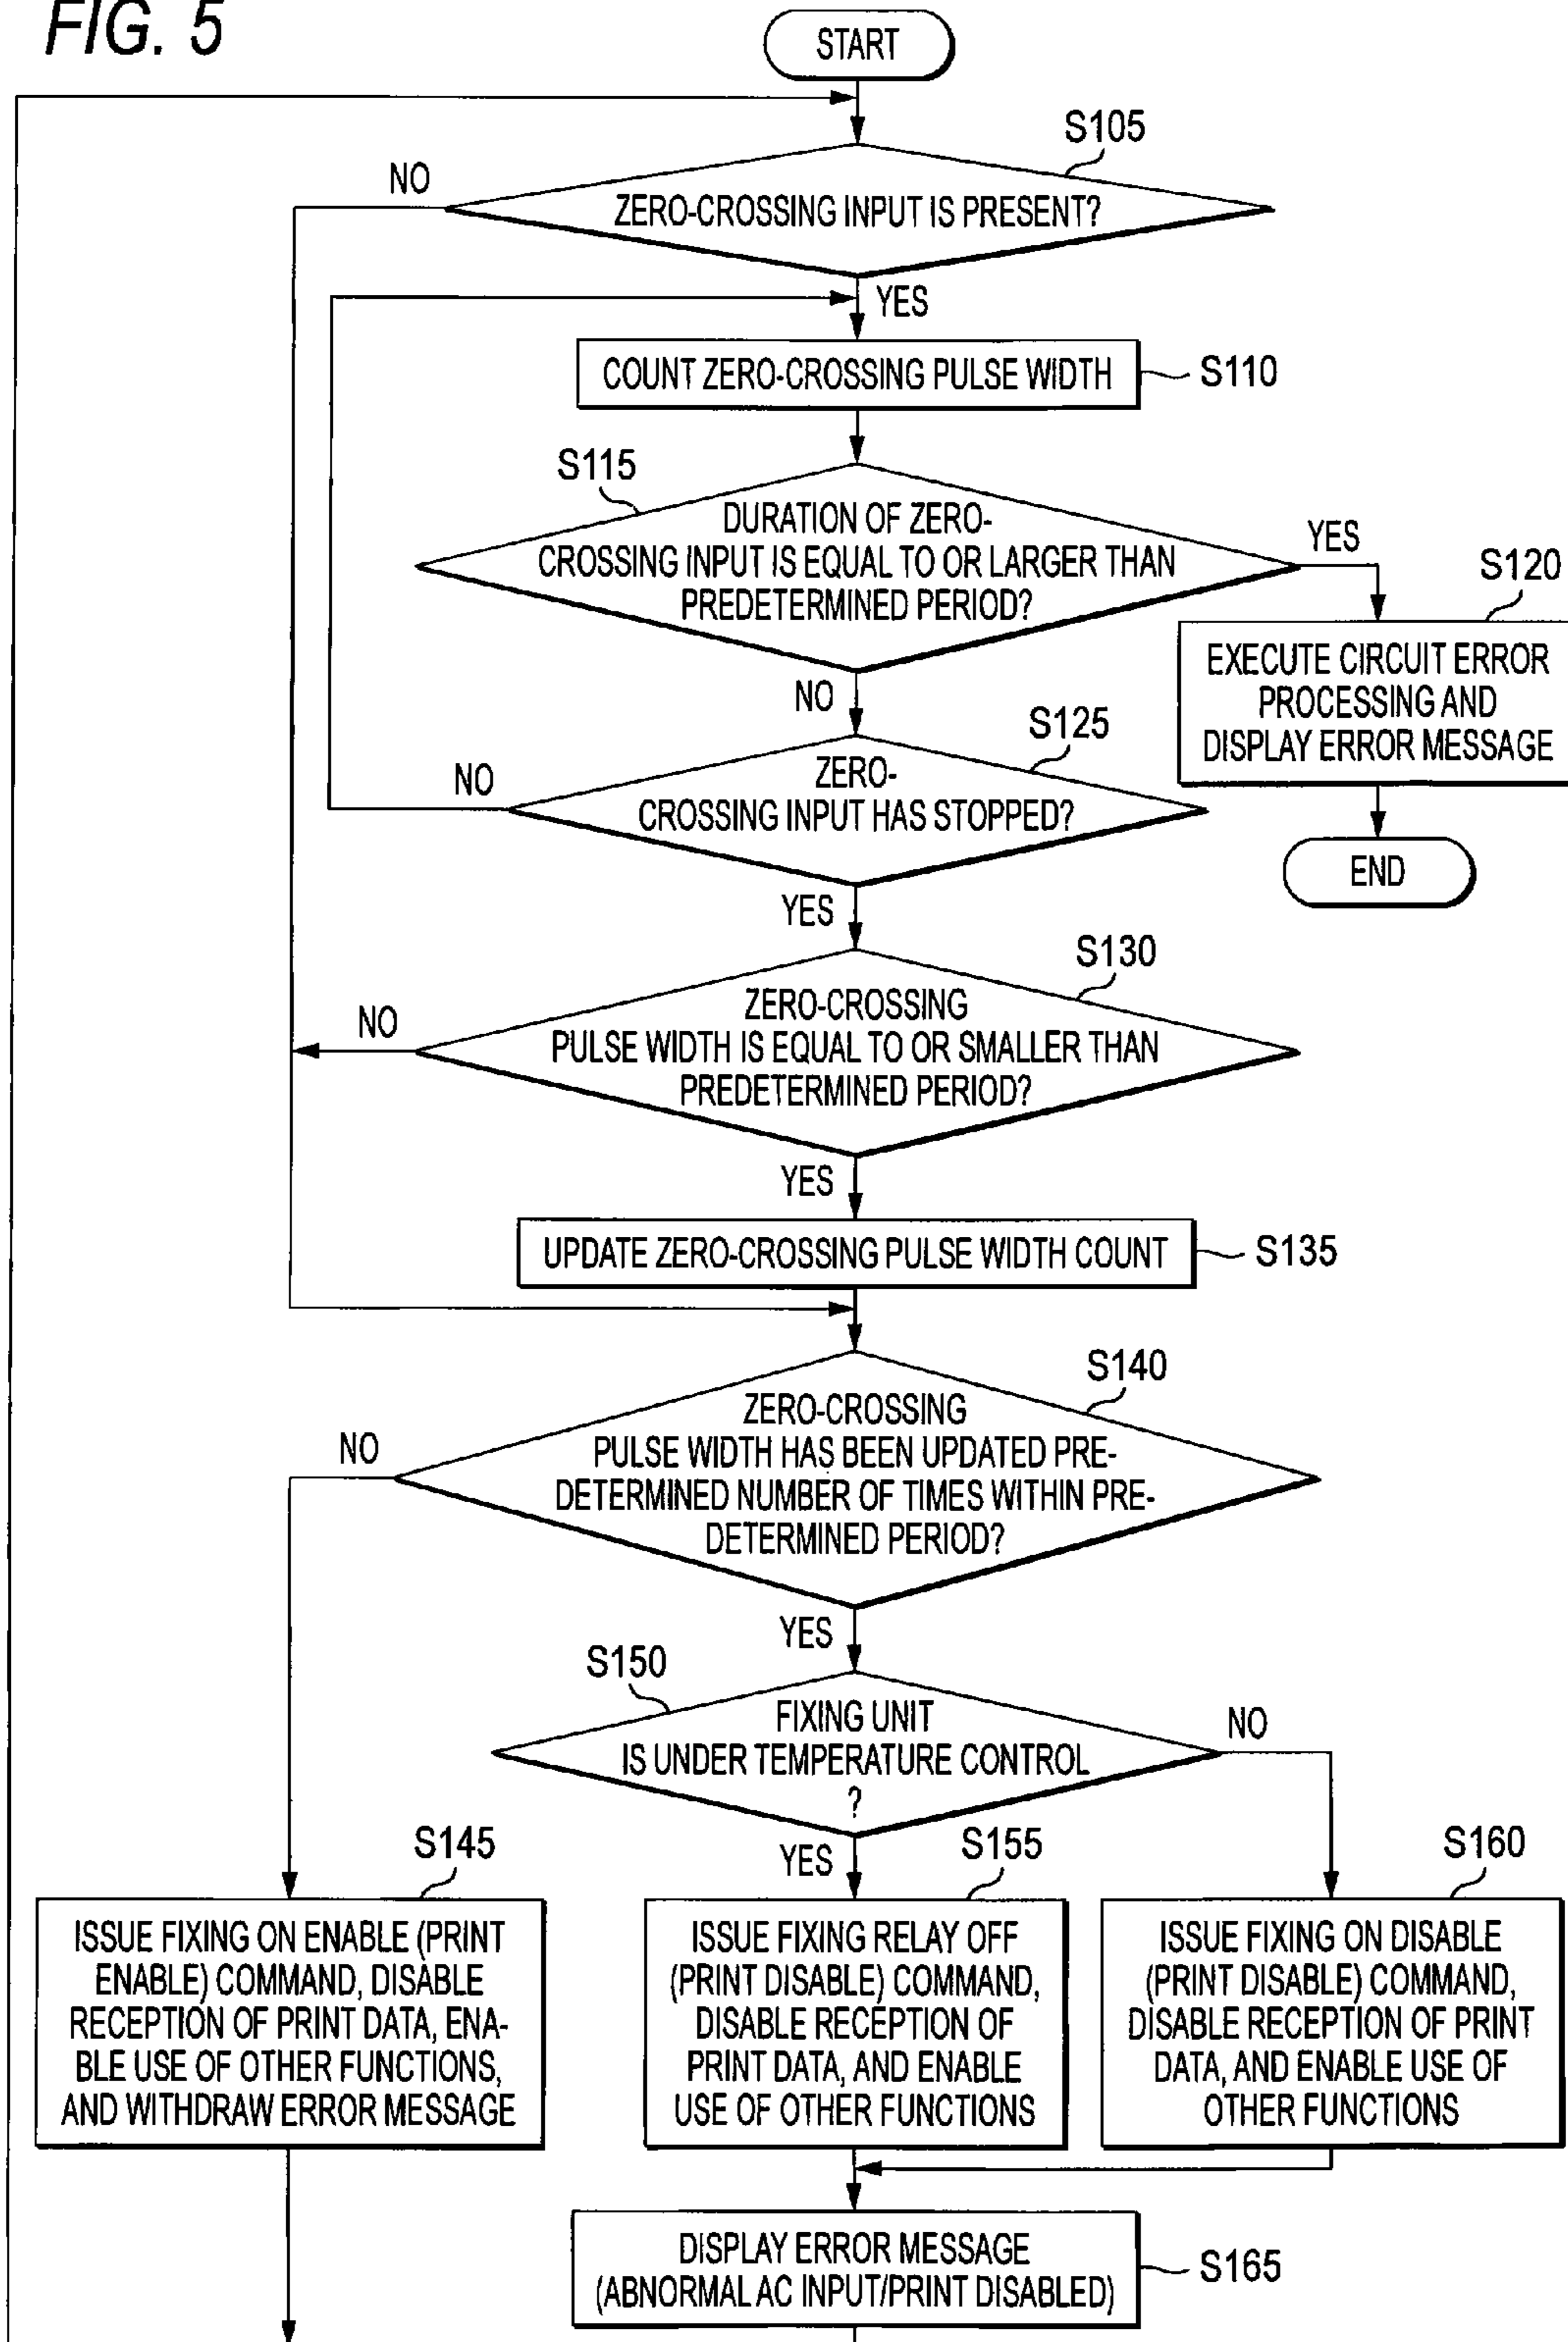 FIG. 5
START
S105
NO
ZERO-CROSSING INPUT IS PRESENT?
YES
COUNT ZERO-CROSSING PULSE WIDTH
S110
S115
DURATION OF ZERO-
CROSSING INPUT IS EQUAL TO OR LARGER THAN
PREDETERMINED PERIOD?
YES
S120
EXECUTE CIRCUIT ERROR
PROCESSING AND
DISPLAY ERROR MESSAGE
END
NO
S125
NO
ZERO-
CROSSING INPUT HAS STOPPED?
YES
S130
NO
ZERO-CROSSING
PULSE WIDTH IS EQUAL TO OR SMALLER THAN
PREDETERMINED PERIOD?
YES
UPDATE ZERO-CROSSING PULSE WIDTH COUNT
S135
S140
NO
ZERO-CROSSING
PULSE WIDTH HAS BEEN UPDATED PRE-
DETERMINED NUMBER OF TIMES WITHIN PRE-
DETERMINED PERIOD?
YES
S150
FIXING UNIT
IS UNDER TEMPERATURE CONTROL
?
NO
YES
S145
ISSUE FIXING ON ENABLE (PRINT
ENABLE) COMMAND, DISABLE
RECEPTION OF PRINT DATA, ENA-
BLE USE OF OTHER FUNCTIONS,
AND WITHDRAW ERROR MESSAGE
S155
ISSUE FIXING RELAY OFF
(PRINT DISABLE) COMMAND,
DISABLE RECEPTION OF
PRINT DATA, AND ENABLE
USE OF OTHER FUNCTIONS
S160
ISSUE FIXING ON DISABLE
(PRINT DISABLE) COMMAND,
DISABLE RECEPTION OF PRINT
DATA, AND ENABLE USE OF
OTHER FUNCTIONS
DISPLAY ERROR MESSAGE
(ABNORMAL AC INPUT/PRINT DISABLED)
S165